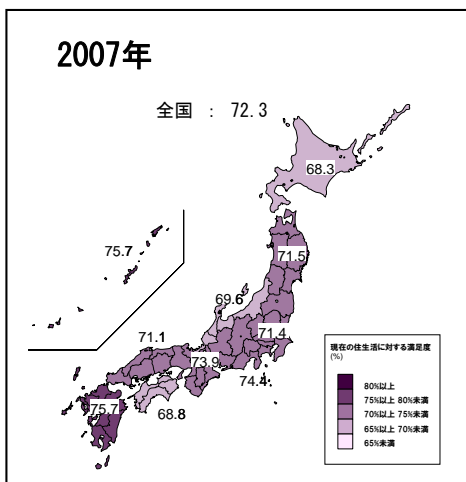 2007年
全国 : 72.3
68.3
75.7
71.5
69.6
71.4
71.1
73.9
74.4
75.7
68.8
現在の住生活に対する満足度
(%)
80%以上
75%以上 80%未満
70%以上 75%未満
65%以上 70%未満
65%未満